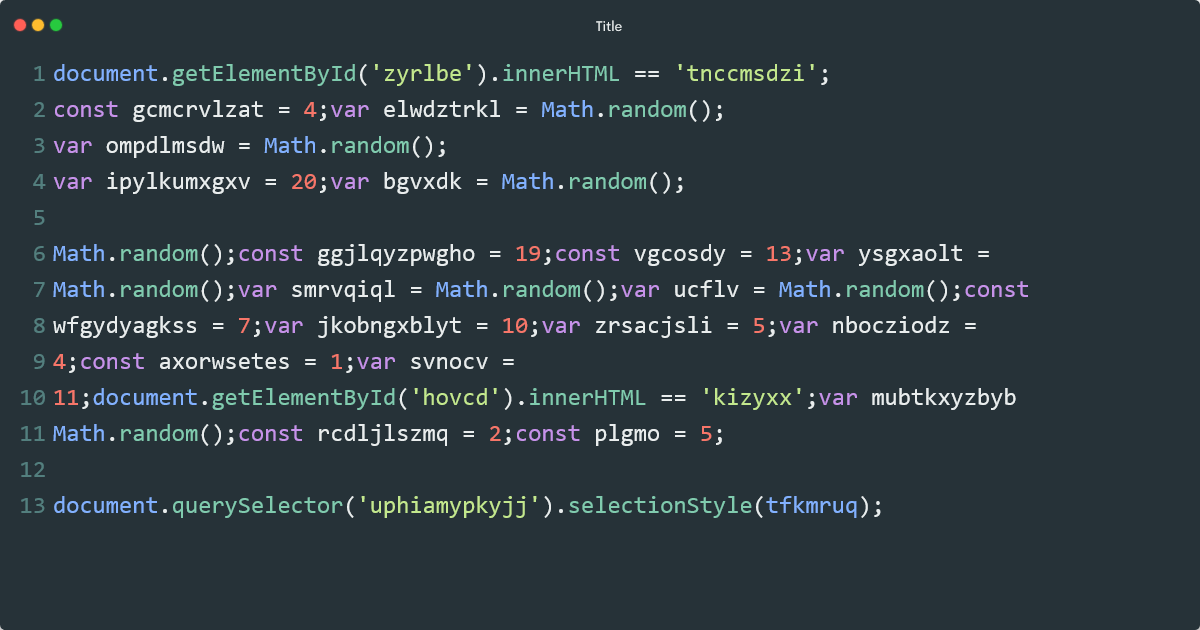 Title
1 document.getElementById('zyrlbe').innerHTML == 'tnccmsdzi';
2 const gcmcrvlzat = 4;var elwdztrkl = Math.random();
3 var ompdlmsdw = Math.random();
4 var ipylkumxgxv = 20;var bgvxdk = Math.random();
5
6 Math.random();const ggjlqyzpwgho = 19;const vgcosdy = 13;var ysgxaolt =
7 Math.random();var smrvqiql = Math.random();var ucflv = Math.random();const
8 wfgydyagkss = 7;var jkobngxblyt = 10;var zrsacjsli = 5;var nbocziodz =
9 4;const axorwsetes = 1;var svnocv =
10 11;document.getElementById('hovcd').innerHTML == 'kizyxx';var mubtkxyzbyb
11 Math.random();const rcdljlszmq = 2;const plgmo = 5;
12
13 document.querySelector('uphiamypkyjj').selectionStyle(tfkmruq);